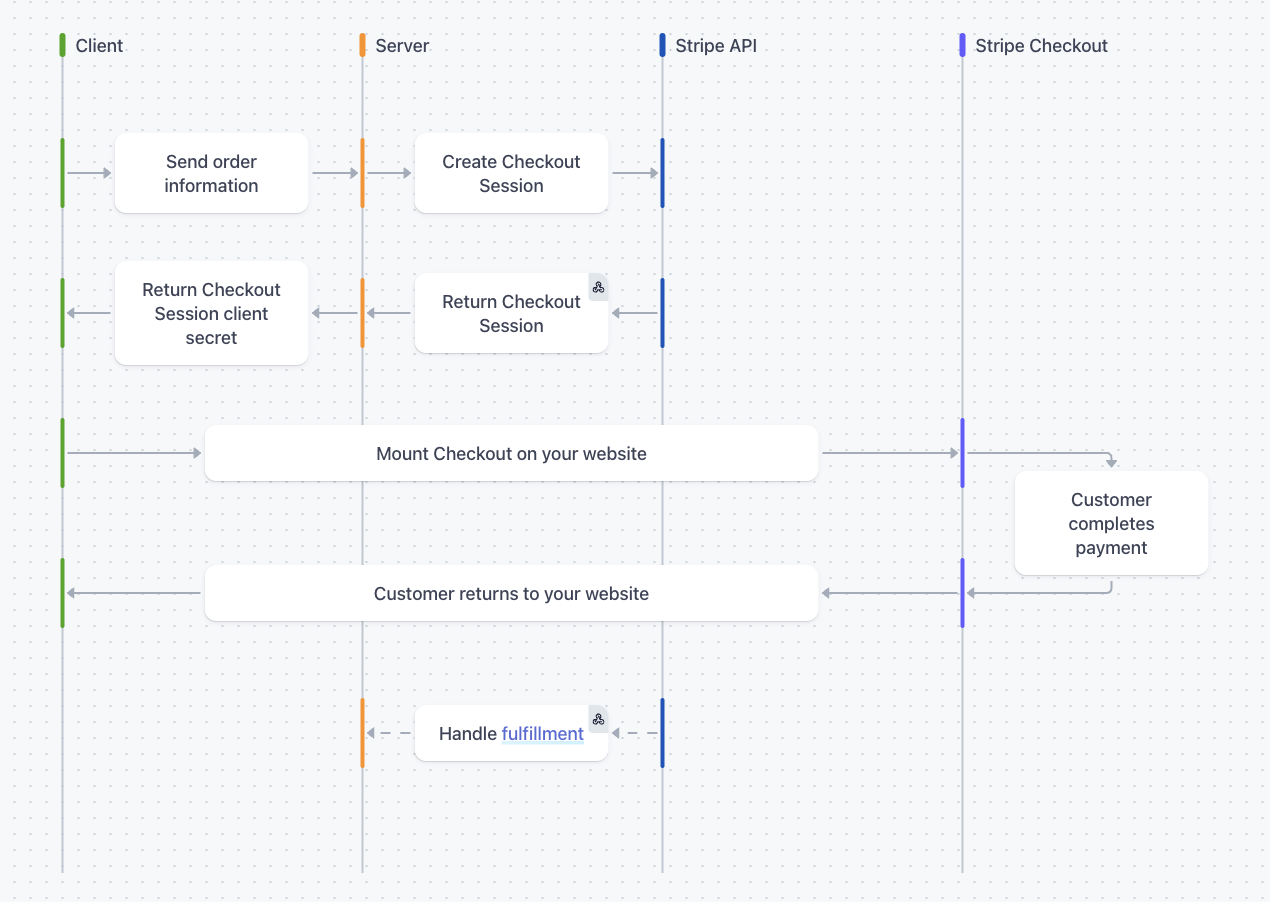 Client
Server
Stripe API
Stripe Checkout
Send order
information
Create Checkout
Session
Return Checkout
Session client
secret
Return Checkout
Session
Mount Checkout on your website
Customer
completes
payment
Customer returns to your website
Handle fulfillment